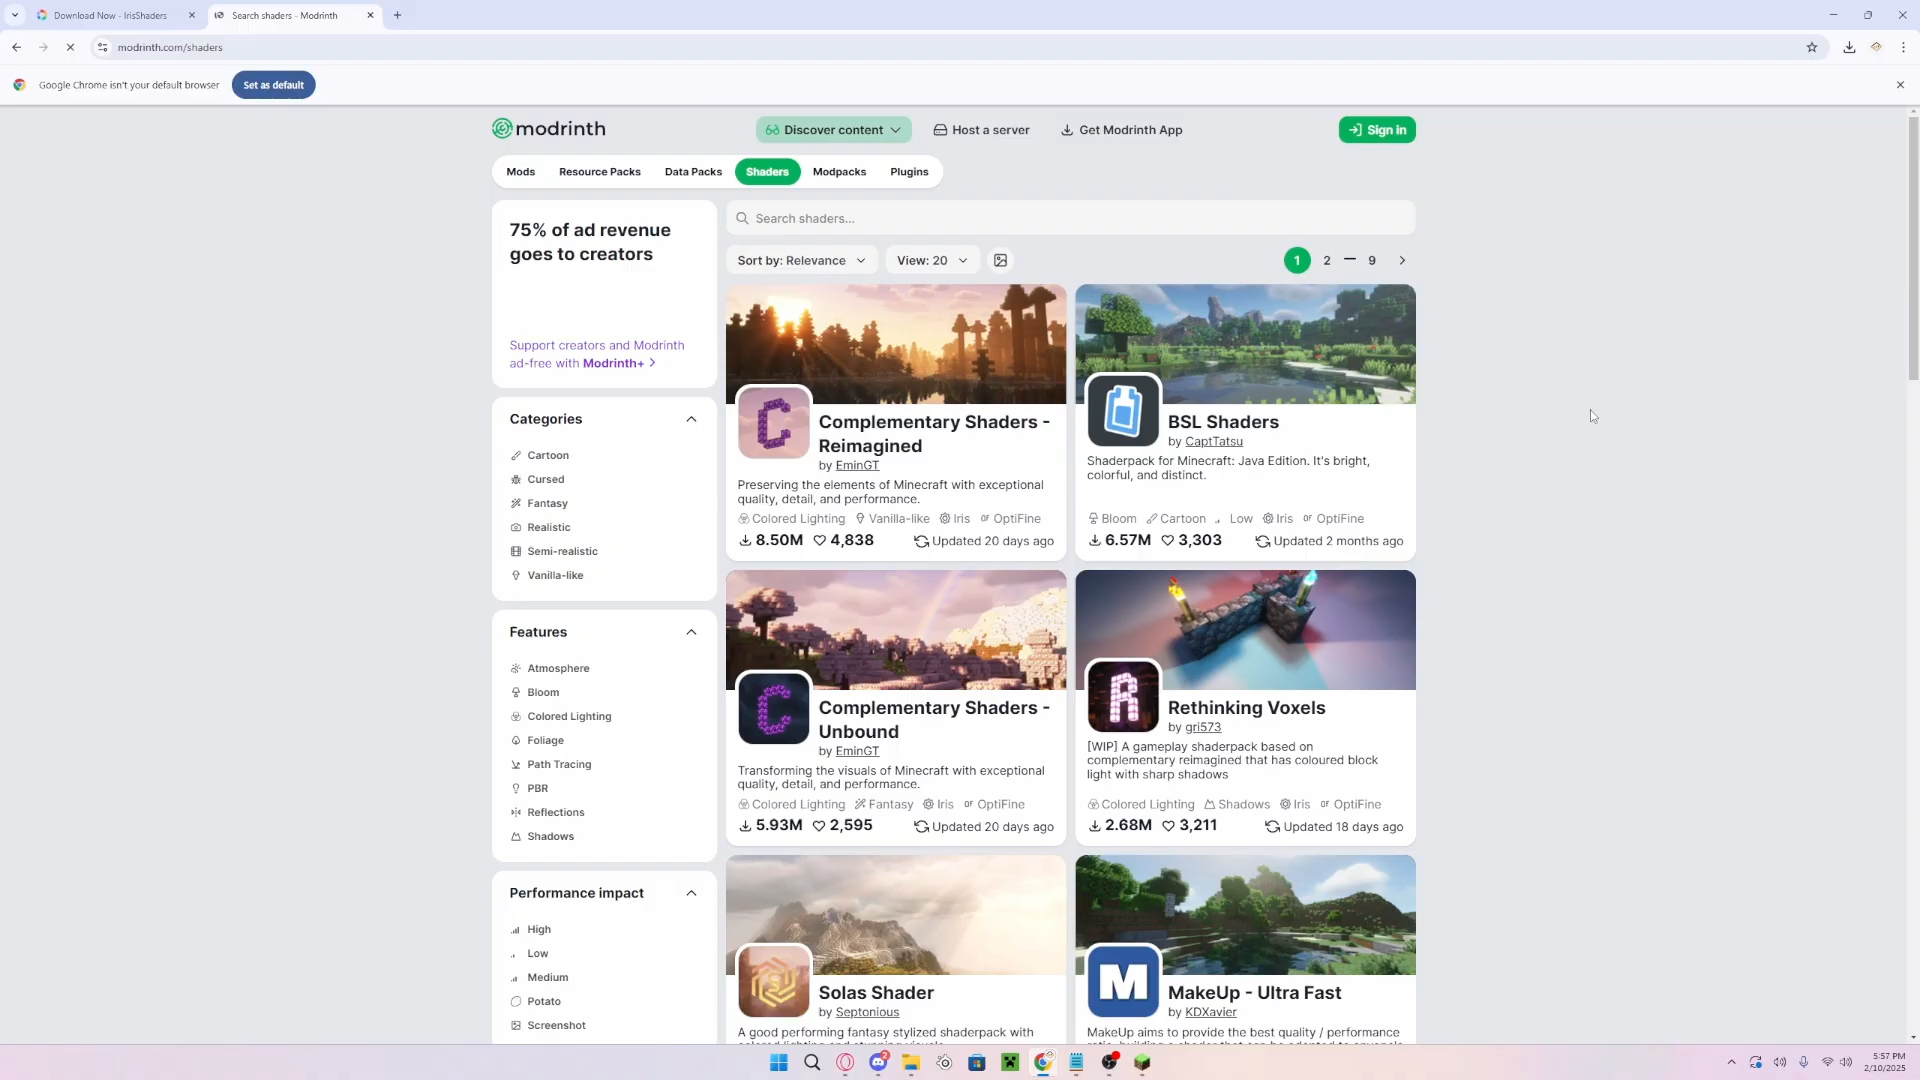 Download Now - IrisShaders
Search shaders - Modrinth
modrinth.com/shaders
Google Chrome isn't your default browser
Set as default
modrinth
Discover content
Host a server
Get Modrinth App
Sign in
Mods
Resource Packs
Data Packs
Shaders
Modpacks
Plugins
75% of ad revenue
goes to creators
Support creators and Modrinth
ad-free with Modrinth+
Categories
Cartoon
Cursed
Fantasy
Realistic
Semi-realistic
Vanilla-like
Features
Atmosphere
Bloom
Colored Lighting
Foliage
Path Tracing
PBR
Reflections
Shadows
Performance impact
High
Low
Medium
Potato
Screenshot
Search shaders...
Sort by: Relevance
View: 20
1 2 — 9
Complementary Shaders -
Reimagined
by EminGT
Preserving the elements of Minecraft with exceptional
quality, detail, and performance.
Colored Lighting Vanilla-like Iris OF OptiFine
8.50M 4,838 Updated 20 days ago
BSL Shaders
by CaptTatsu
Shaderpack for Minecraft: Java Edition. It's bright,
colorful, and distinct.
Bloom Cartoon Low Iris OF OptiFine
6.57M 3,303 Updated 2 months ago
Complementary Shaders -
Unbound
by EminGT
Transforming the visuals of Minecraft with exceptional
quality, detail, and performance.
Colored Lighting Fantasy Iris OF OptiFine
5.93M 2,595 Updated 20 days ago
R
Rethinking Voxels
by gri573
[WIP] A gameplay shaderpack based on
complementary reimagined that has coloured block
light with sharp shadows
Colored Lighting Shadows Iris OF OptiFine
2.68M 3,211 Updated 18 days ago
Solas Shader
by Septonious
A good performing fantasy stylized shaderpack with
M
MakeUp - Ultra Fast
by KDXavier
MakeUp aims to provide the best quality / performance
2
5:57 PM
2/10/2025